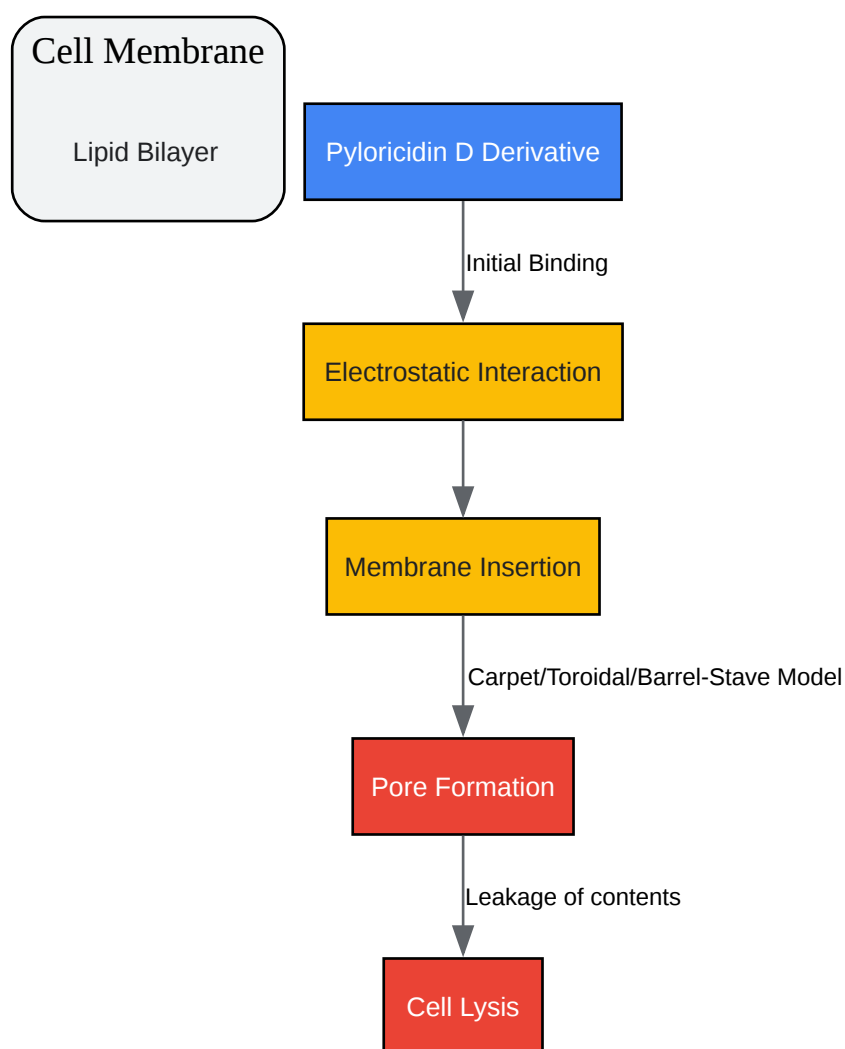 Cell Membrane
Lipid Bilayer
Pyloricidin D Derivative
Initial Binding
Electrostatic Interaction
Membrane Insertion
Carpet/Toroidal/Barrel-Stave Model
Pore Formation
Leakage of contents
Cell Lysis